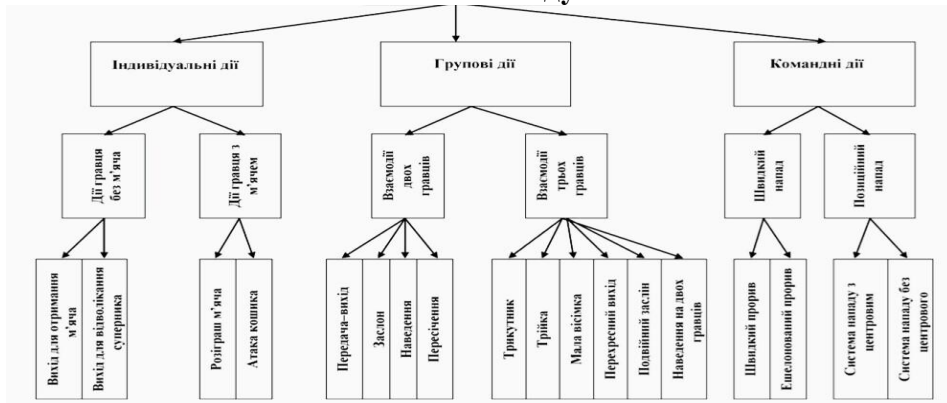 Індивідуальні дії
Групові дії
Командні дії
Дії гравця
без м'яча
Дії гравця з
м'ячем
Взаємодії
двох
гравців
Взаємодії
трьох
гравців
Швидкий
напад
Позиційний
напад
Вихід для отримання
м'яча
Вихід для відволікання
суперника
Розіграш м'яча
Атака кошика
Передача–вихід
Заслон
Наведення
Пересічення
Трикутник
Трійка
Мала вісімка
Перехресний вихід
Подвійний заслін
Наведення на двох
гравців
Швидкий прорив
Ешелонований прорив
Система нападу з
центровим
Система нападу без
центрового